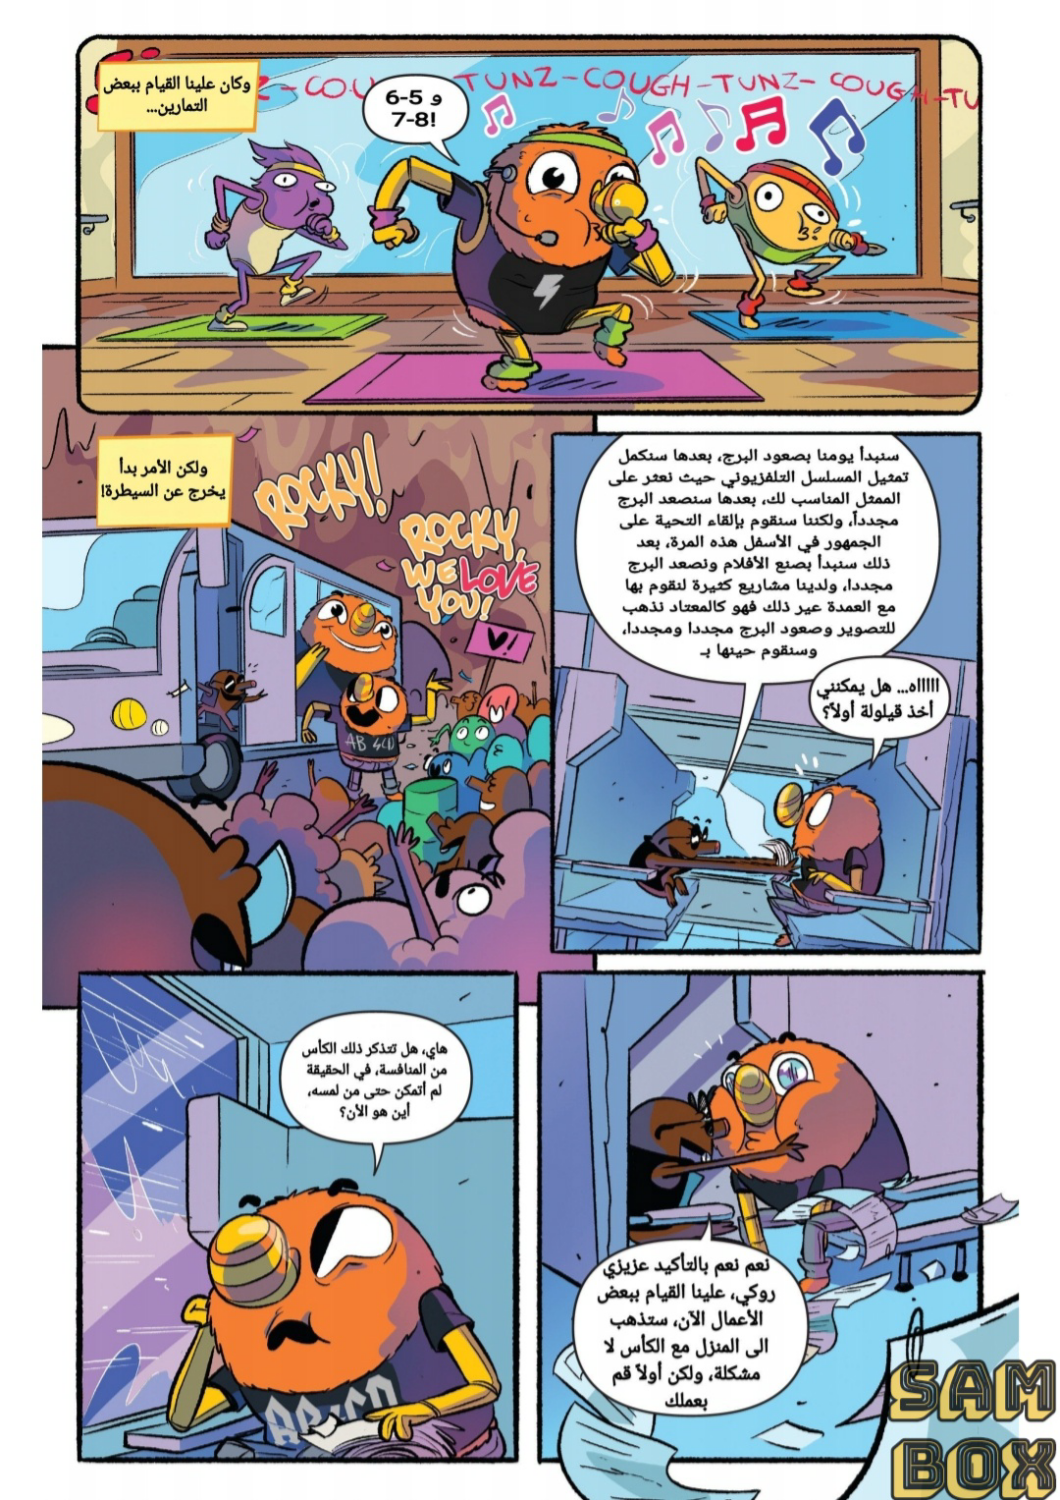 وكان علينا القيام ببعض
التمارين...
COUGH-TUNZ-COUGH-TUNZ-COUGH-TU
و 5-6
7-8!
ولكن الأمر بدأ
يخرج عن السيطرة!
ROCKY!
ROCKY,
WE LOVE
YOU!
!
AB 4CD
سنبدأ يومنا بصعود البرج، بعدها سنكمل
تمثيل المسلسل التلفزيوني حيث نعثر على
الممثل المناسب لك، بعدها سنصعد البرج
مجدداً، ولكننا سنقوم بإلقاء التحية على
الجمهور في الأسفل هذه المرة، بعد
ذلك سنبدأ بصنع الأفلام ونصعد البرج
مجددا، ولدينا مشاريع كثيرة لنقوم بها
مع العمدة عير ذلك فهو كالمعتاد نذهب
للتصوير وصعود البرج مجددا ومجددا،
وسنقوم حينها بـ
اااااه... هل يمكنني
أخذ قيلولة أولاً؟
هاي، هل تتذكر ذلك الكأس
من المنافسة، في الحقيقة
لم أتمكن حتى من لمسه،
أين هو الآن؟
نعم نعم بالتأكيد عزيزي
روكي، علينا القيام ببعض
الأعمال الآن، ستذهب
الى المنزل مع الكأس لا
مشكلة، ولكن أولاً قم
بعملك
SAM
BOX